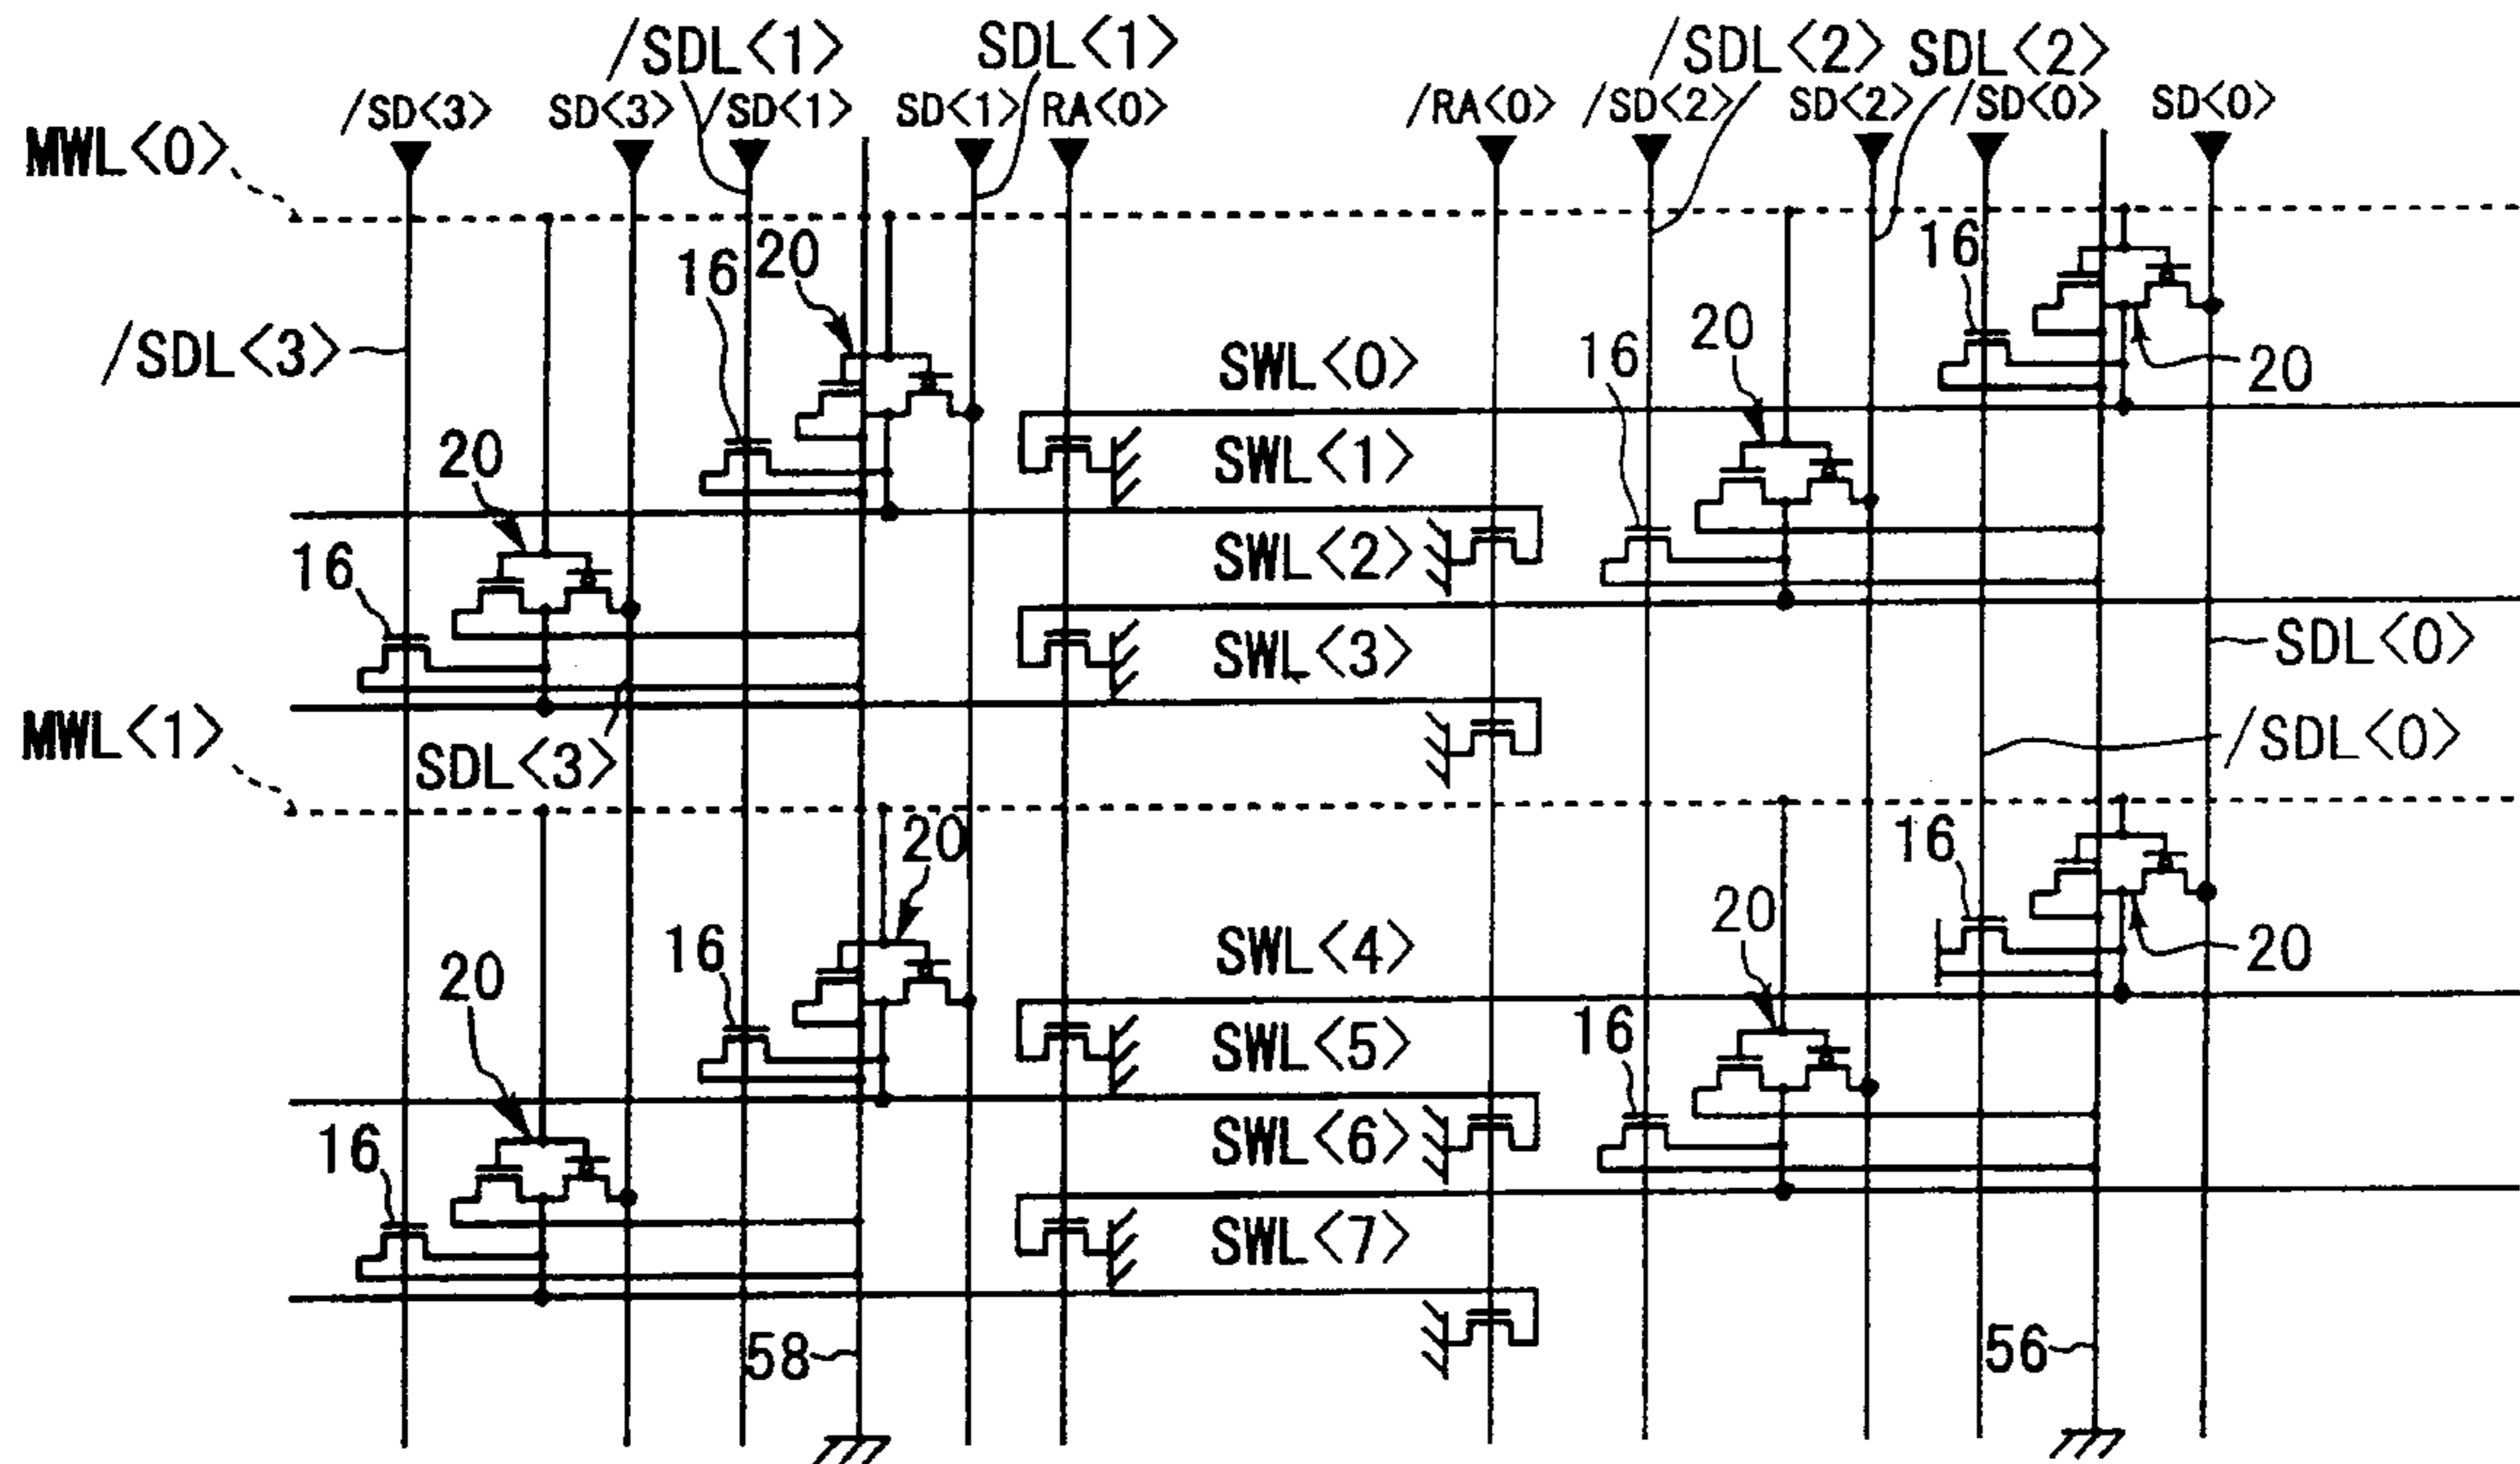 /SDL<1> SDL<1> /SDL<2> SDL<2>
/SD<3> SD<3> /SD<1> SD<1> RA<0> /RA<0> /SD<2> SD<2> /SD<0> SD<0>
MWL<0>
16 20 16
/SDL<3> SWL<0> 16 20 20
20 SWL<1>
16 SWL<2>
SWL<3> SDL<0>
MWL<1> SDL<3> /SDL<0>
20 16
16 20 SWL<4> 20 20
16 SWL<5>
16 SWL<6>
SWL<7>
58 56